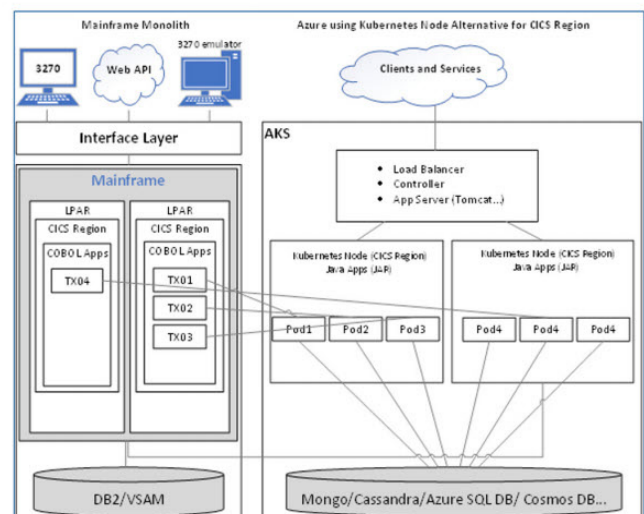 Mainframe Monolith
3270
Web API
3270 emulator
Interface Layer
Mainframe
LPAR
CICS Region
COBOL Apps
TX04
LPAR
CICS Region
COBOL Apps
TX01
TX02
TX03
DB2/VSAM
Azure using Kubernetes Node Alternative for CICS Region
Clients and Services
AKS
• Load Balancer
• Controller
• App Server (Tomcat...)
Kubernetes Node (CICS Region)
Java Apps (JAR)
Pod1
Pod2
Pod3
Kubernetes Node (CICS Region)
Java Apps (JAR)
Pod4
Pod4
Pod4
Mongo/Cassandra/Azure SQL DB/ Cosmos DB...